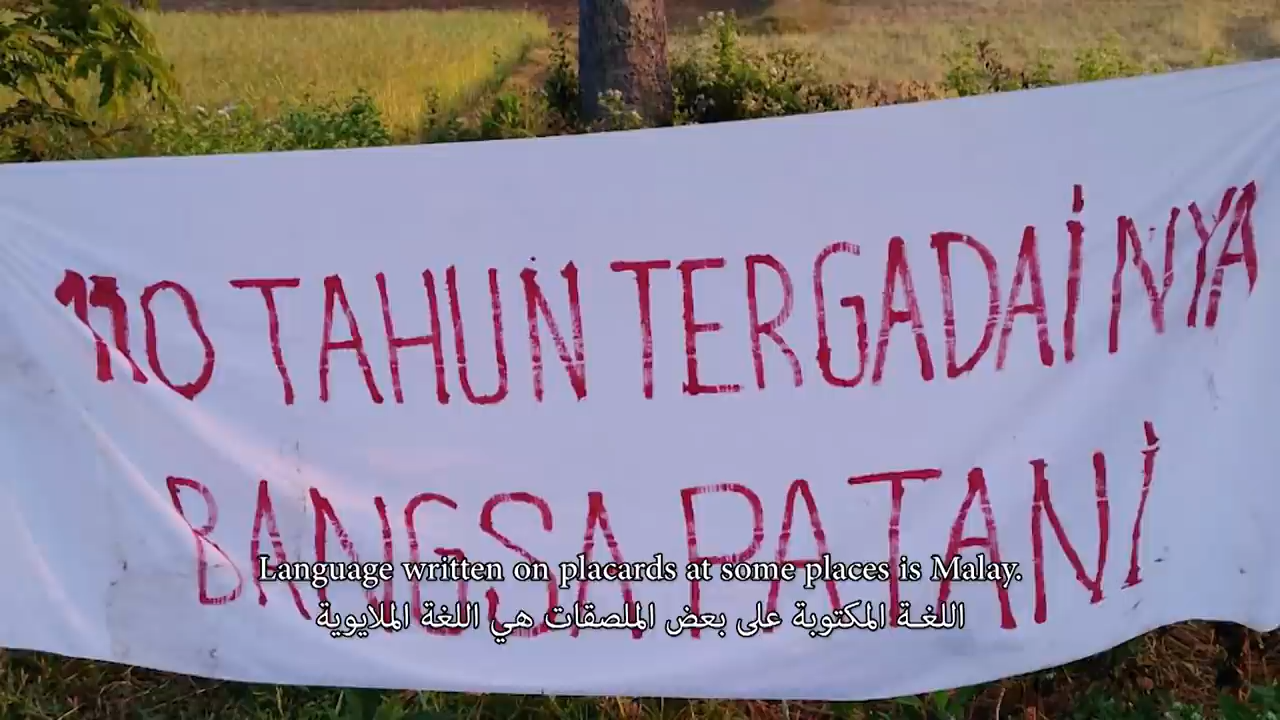 110 TAHUN TERGADAINYA
BANGSA PATANI
Language written on placards at some places is Malay.
اللغة المكتوبة على بعض الملصقات هي اللغة الملايوية